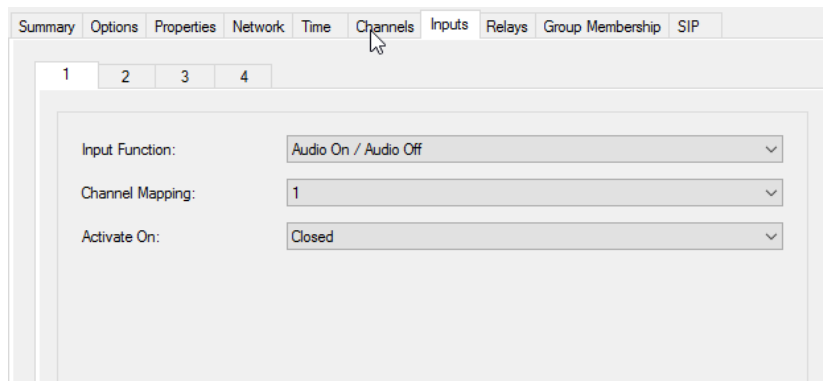 Summary Options Properties Network Time Channels Inputs Relays Group Membership SIP
1 2 3 4
Input Function: Audio On / Audio Off
Channel Mapping: 1
Activate On: Closed